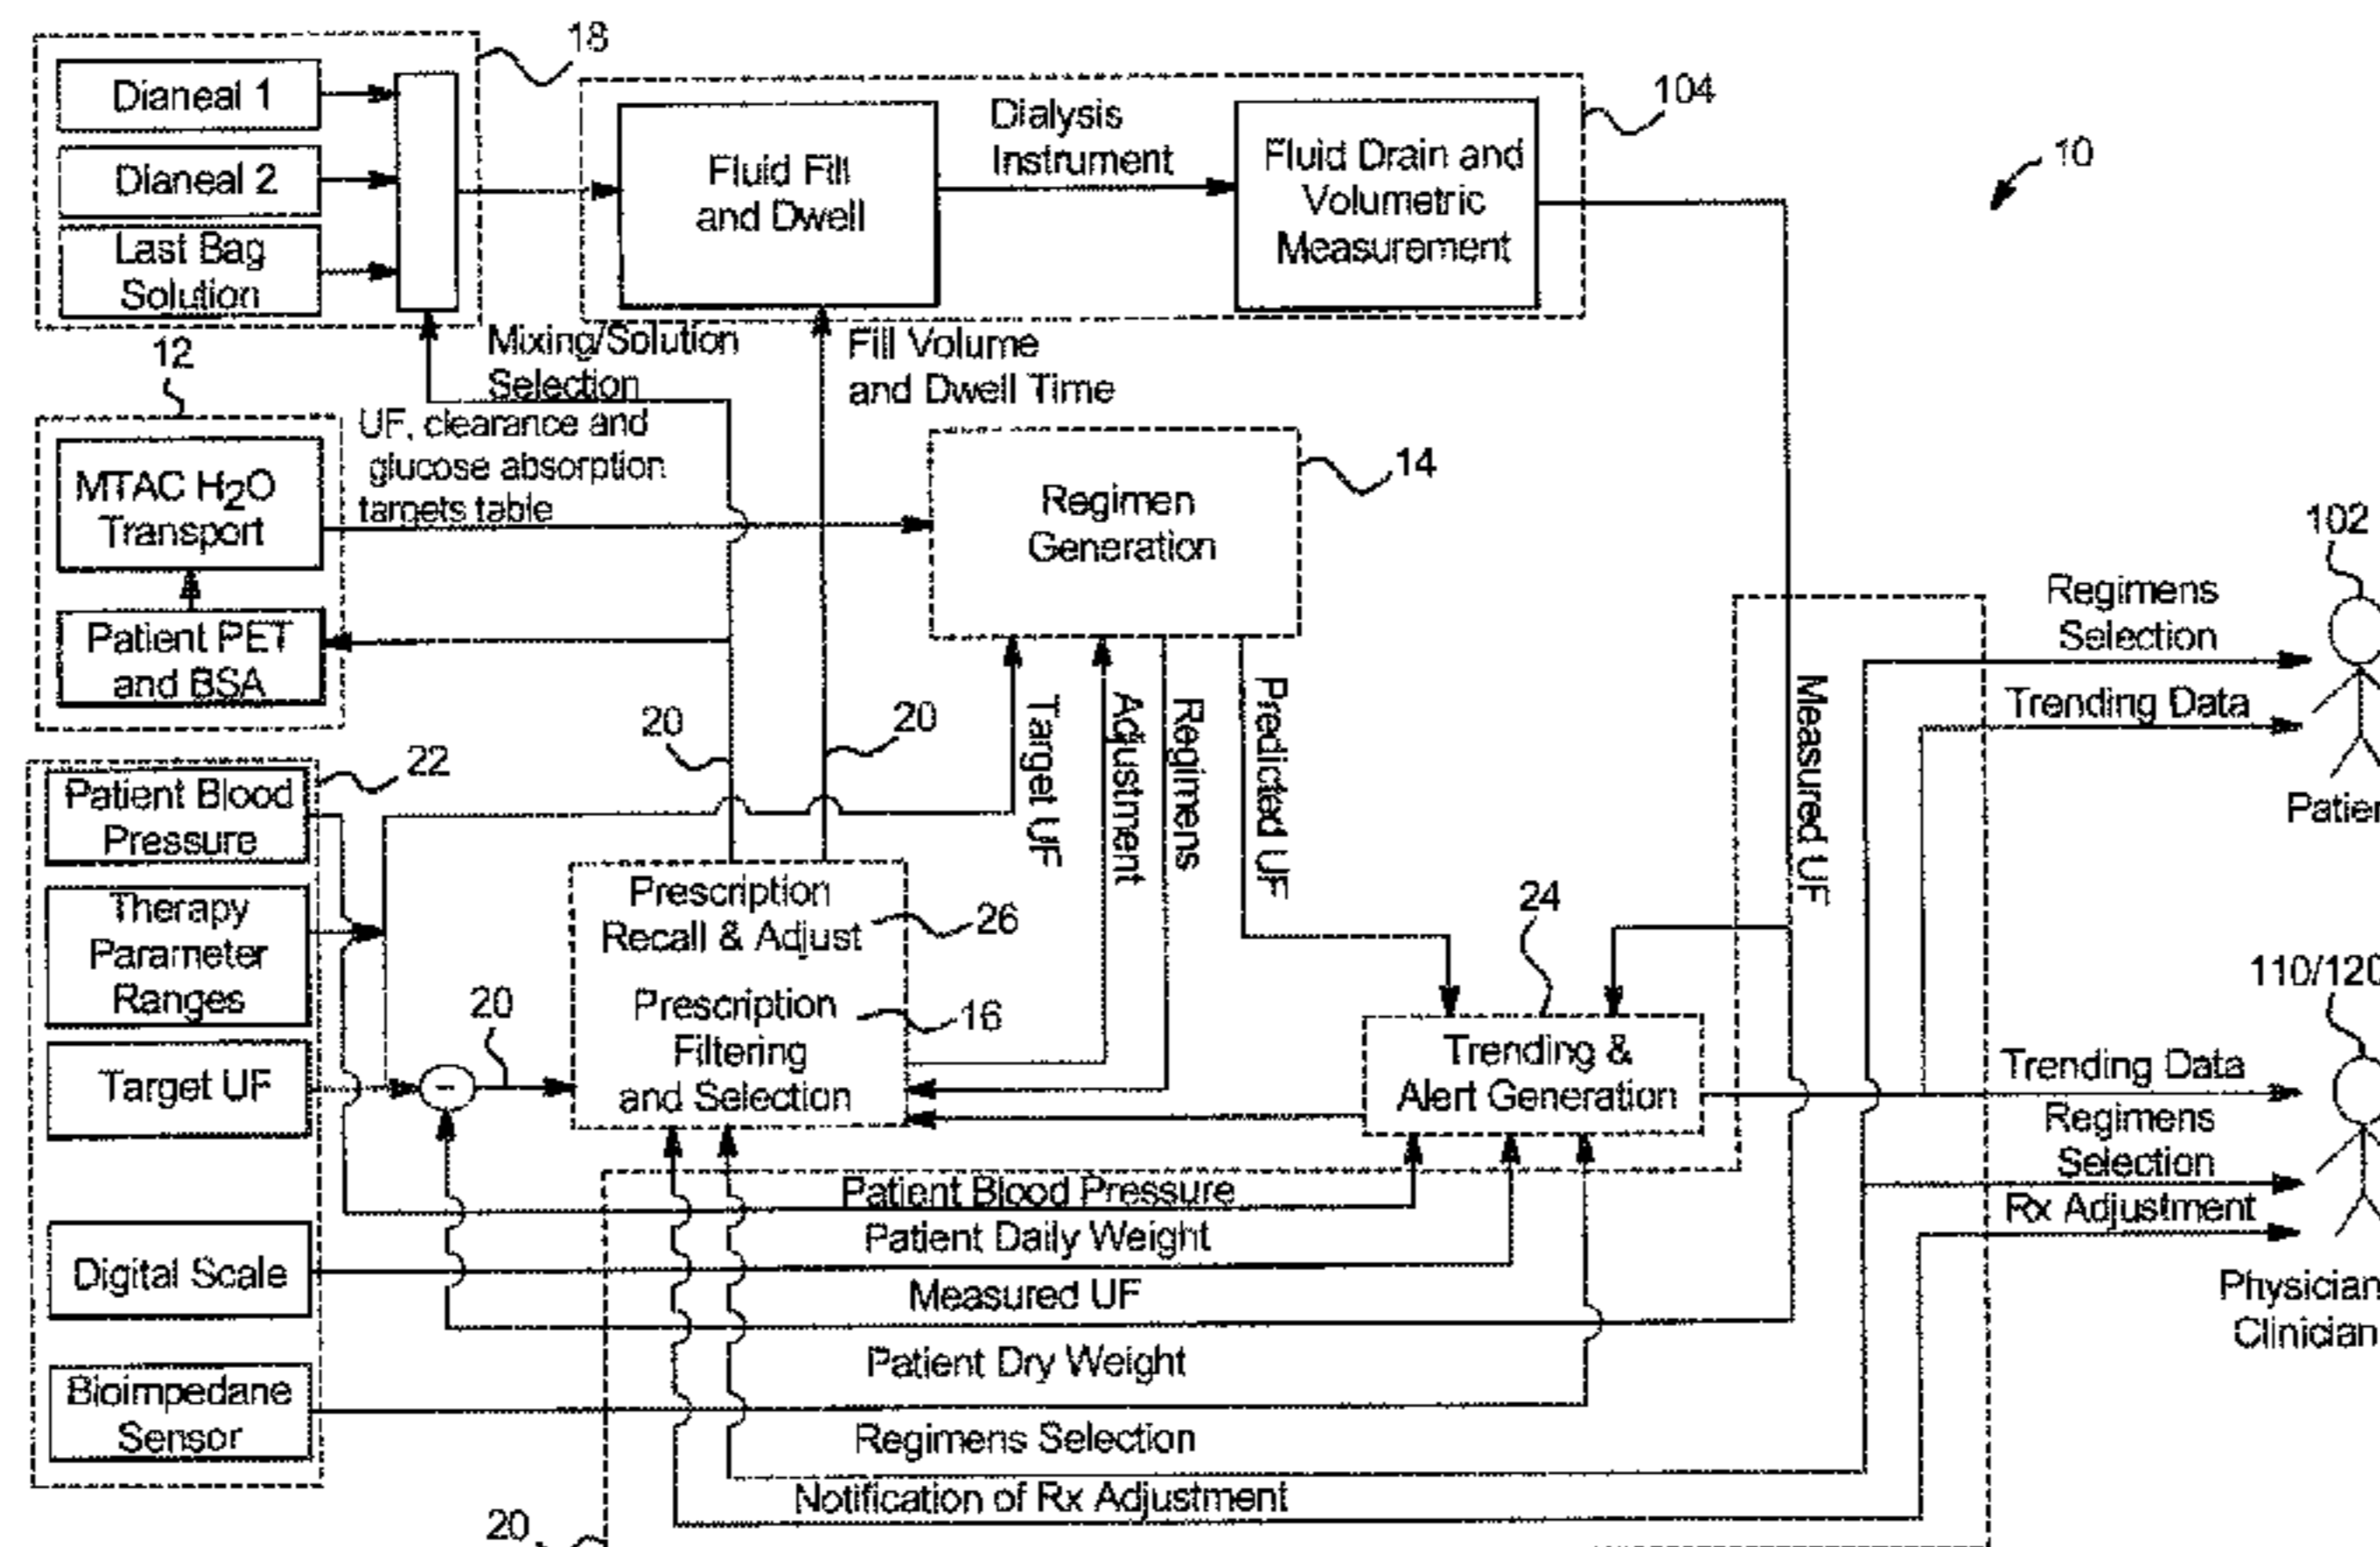 18
Dianeal 1
Dianeal 2
Last Bag
Solution
Fluid Fill
and Dwell
Dialysis
Instrument
Fluid Drain and
Volumetric
Measurement
104
10
12
Mixing/Solution
Selection
Fill Volume
and Dwell Time
UF, clearance and
glucose absorption
targets table
MTAC H2O
Transport
Patient PET
and BSA
Regimen
Generation
14
102
Regimens
Selection
Trending Data
Patien
20
20
Target UF
Adjustment
Regimens
Predicted UF
Measured UF
22
Patient Blood
Pressure
Therapy
Parameter
Ranges
Target UF
Digital Scale
Bioimpedane
Sensor
-
20
Prescription
Recall & Adjust
26
Prescription
Filtering
and Selection
16
24
Trending &
Alert Generation
110/120
Trending Data
Regimens
Selection
Rx Adjustment
Physician
Clinician
Patient Blood Pressure
Patient Daily Weight
Measured UF
Patient Dry Weight
Regimens Selection
Notification of Rx Adjustment
20